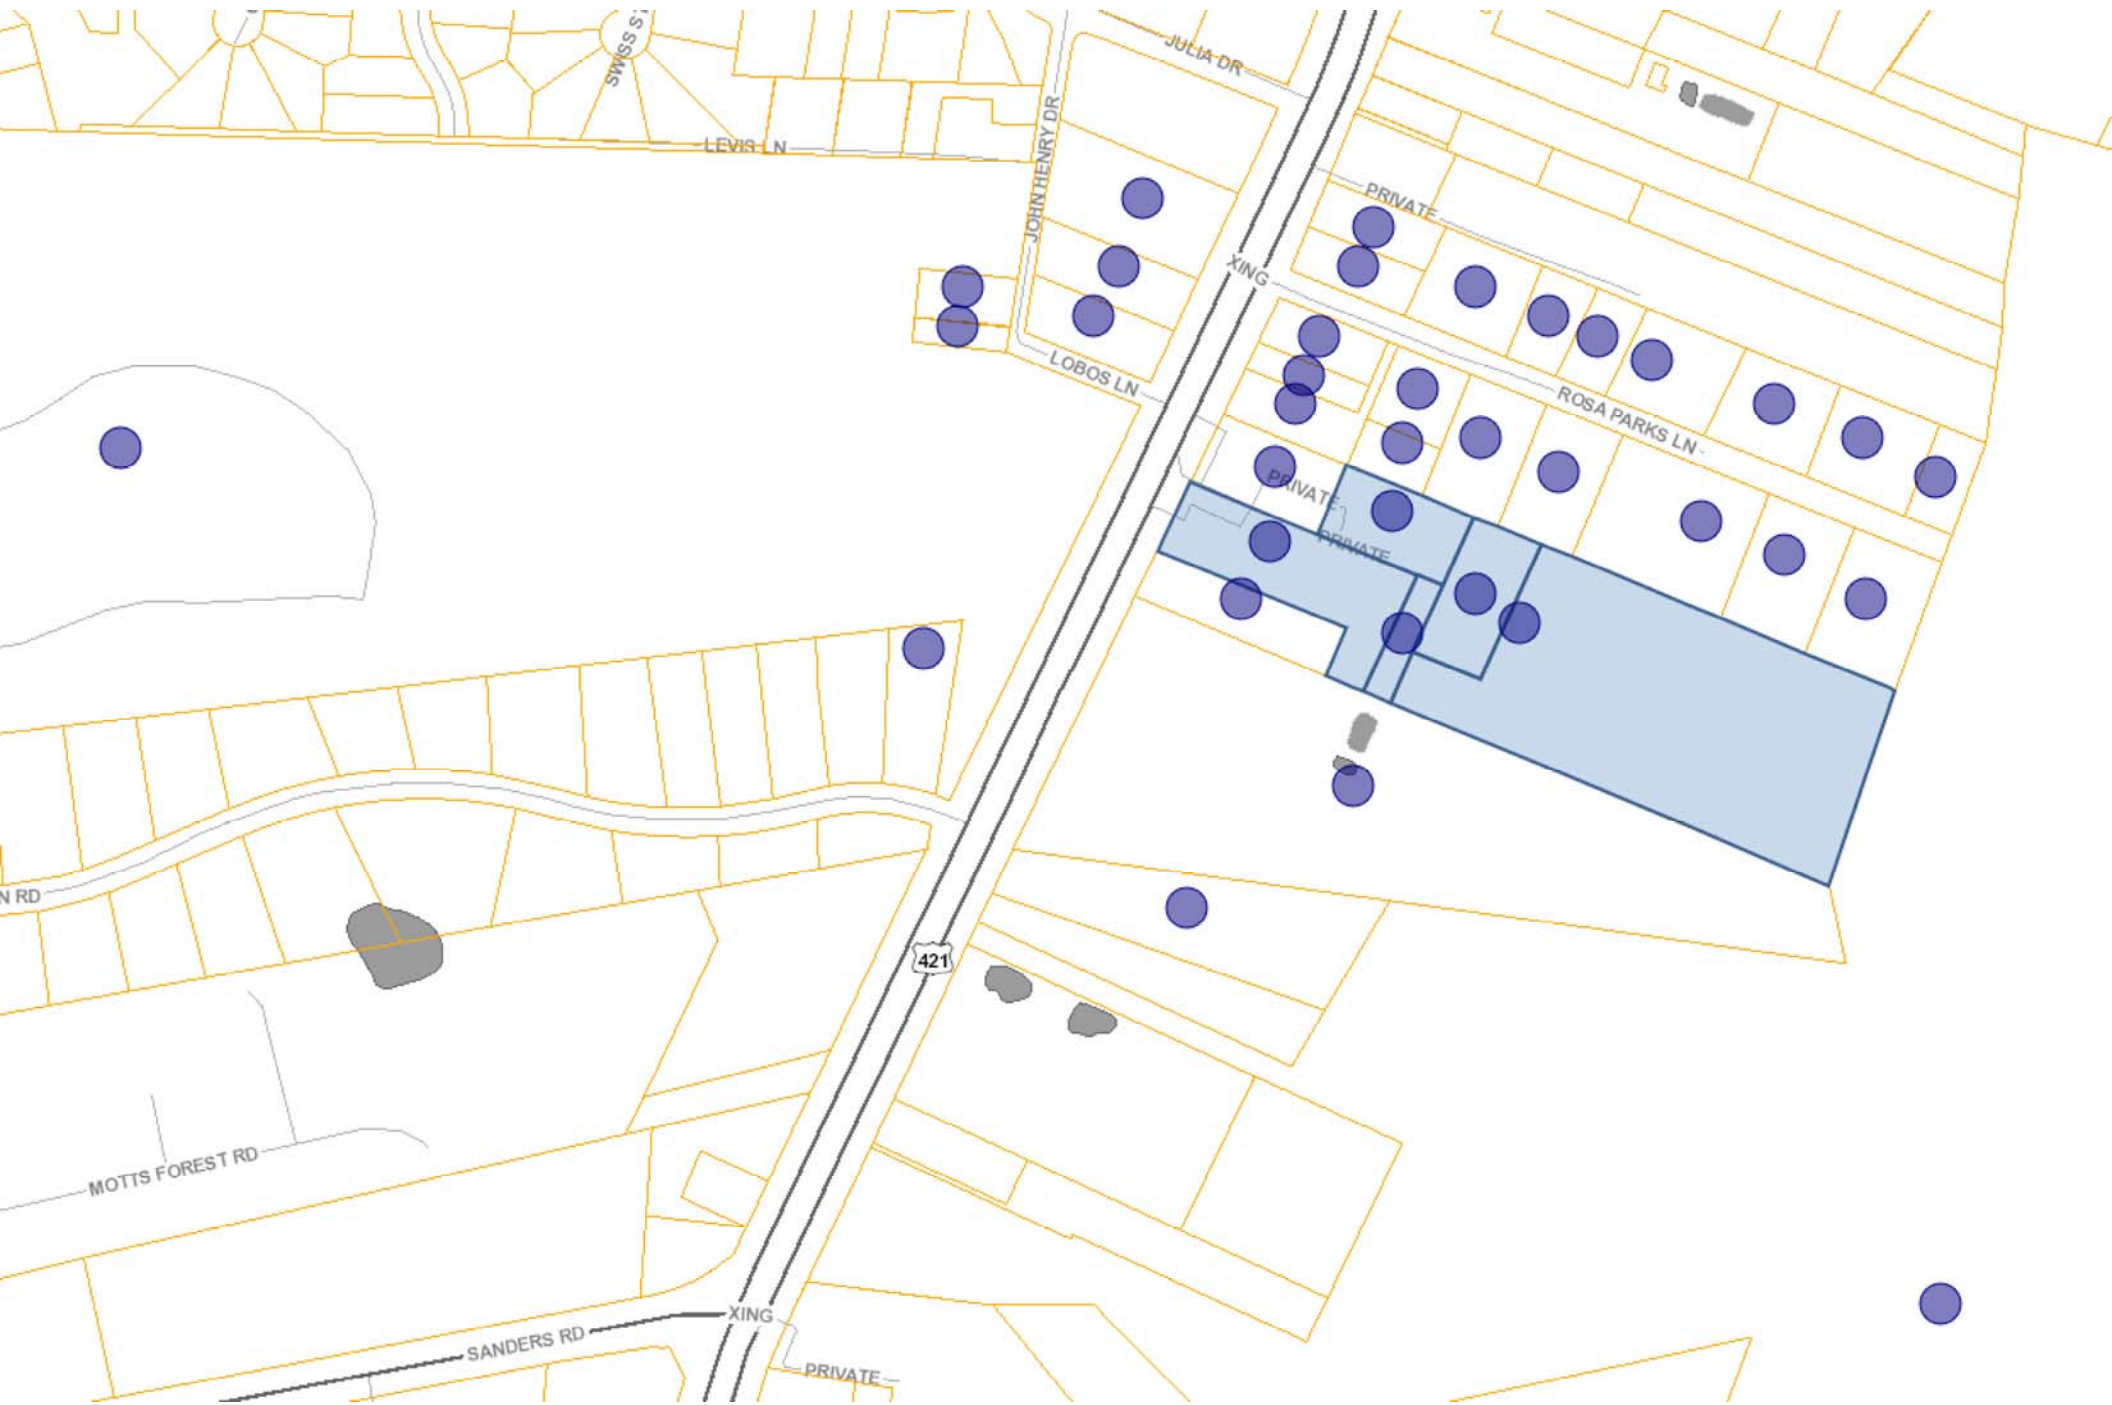 JULIA DR
SWISS S
LEVIS LN
JOHN HENRY DR
PRIVATE
XING
LOBOS LN
ROSA PARKS LN
PRIVATE
PRIVATE
N RD
421
MOTTS FOREST RD
XING
SANDERS RD
PRIVATE